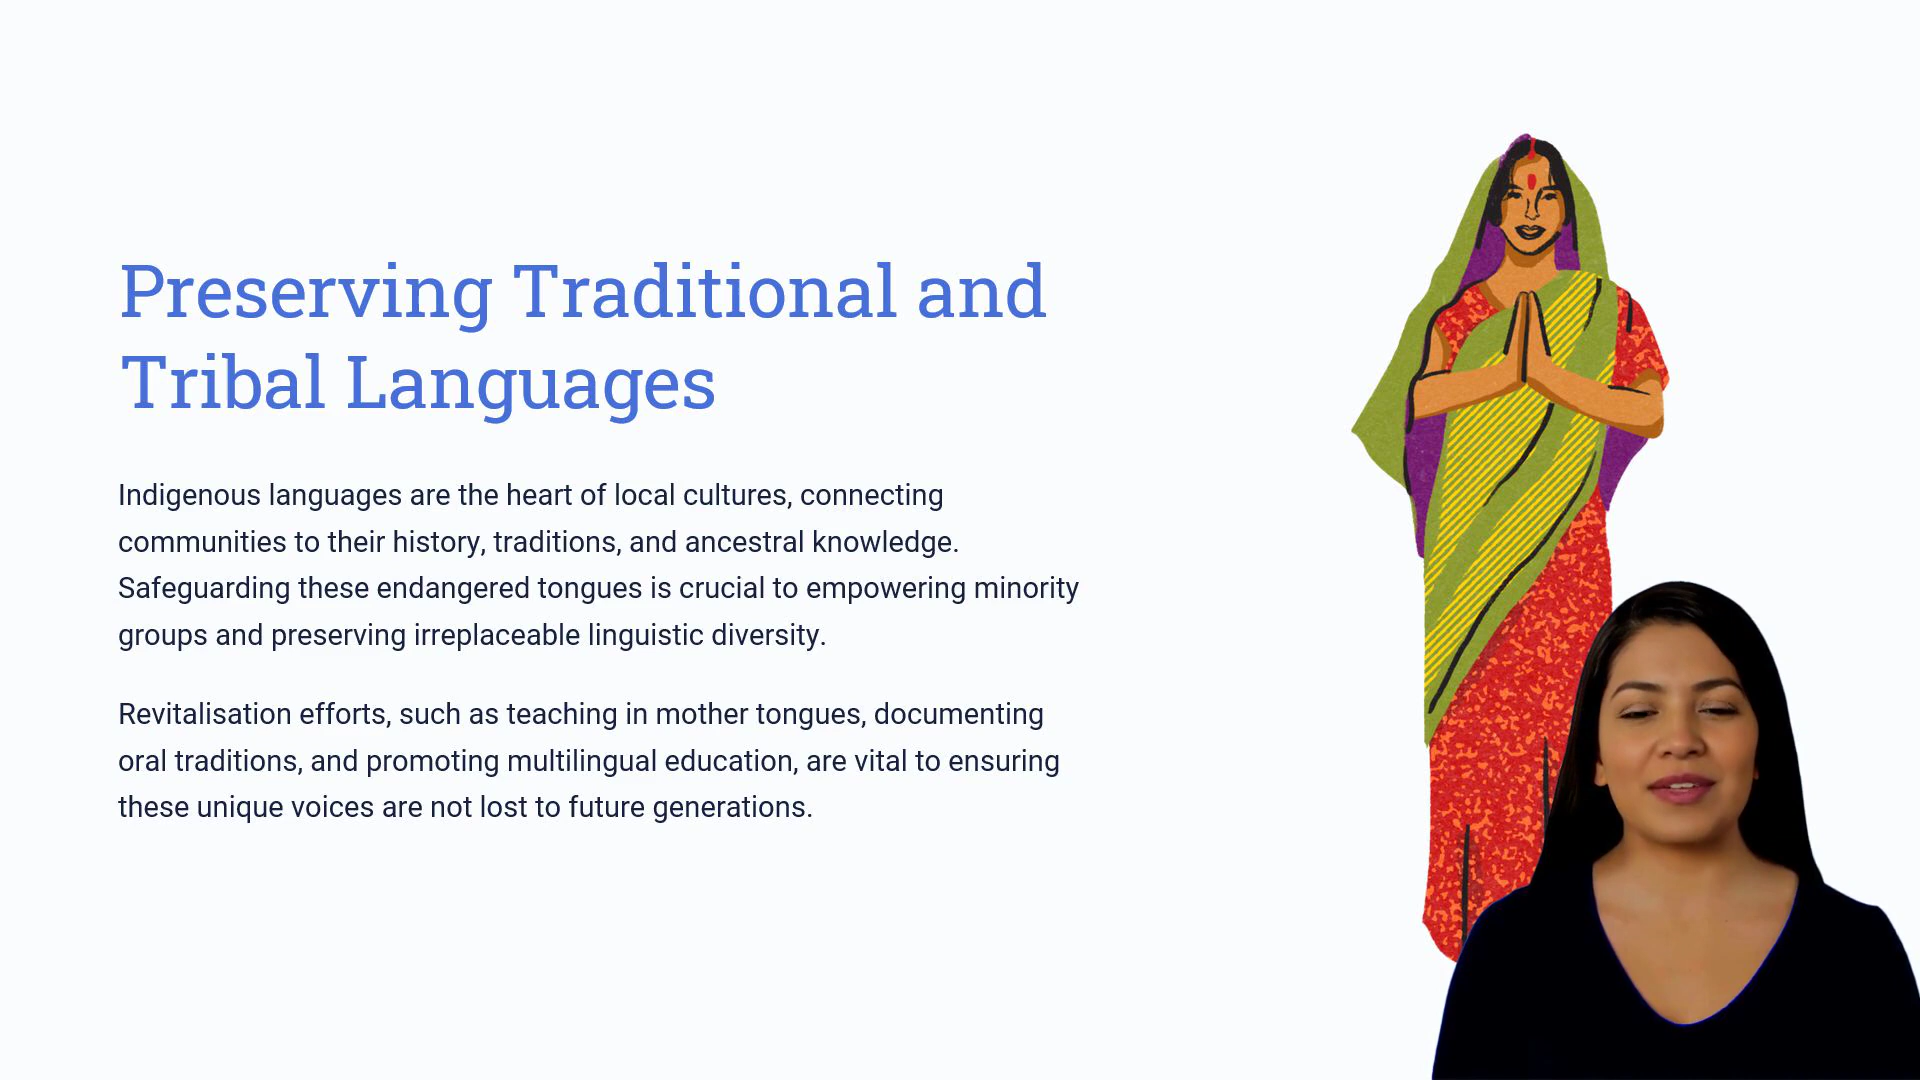 Preserving Traditional and
Tribal Languages
Indigenous languages are the heart of local cultures, connecting
communities to their history, traditions, and ancestral knowledge.
Safeguarding these endangered tongues is crucial to empowering minority
groups and preserving irreplaceable linguistic diversity.
Revitalisation efforts, such as teaching in mother tongues, documenting
oral traditions, and promoting multilingual education, are vital to ensuring
these unique voices are not lost to future generations.